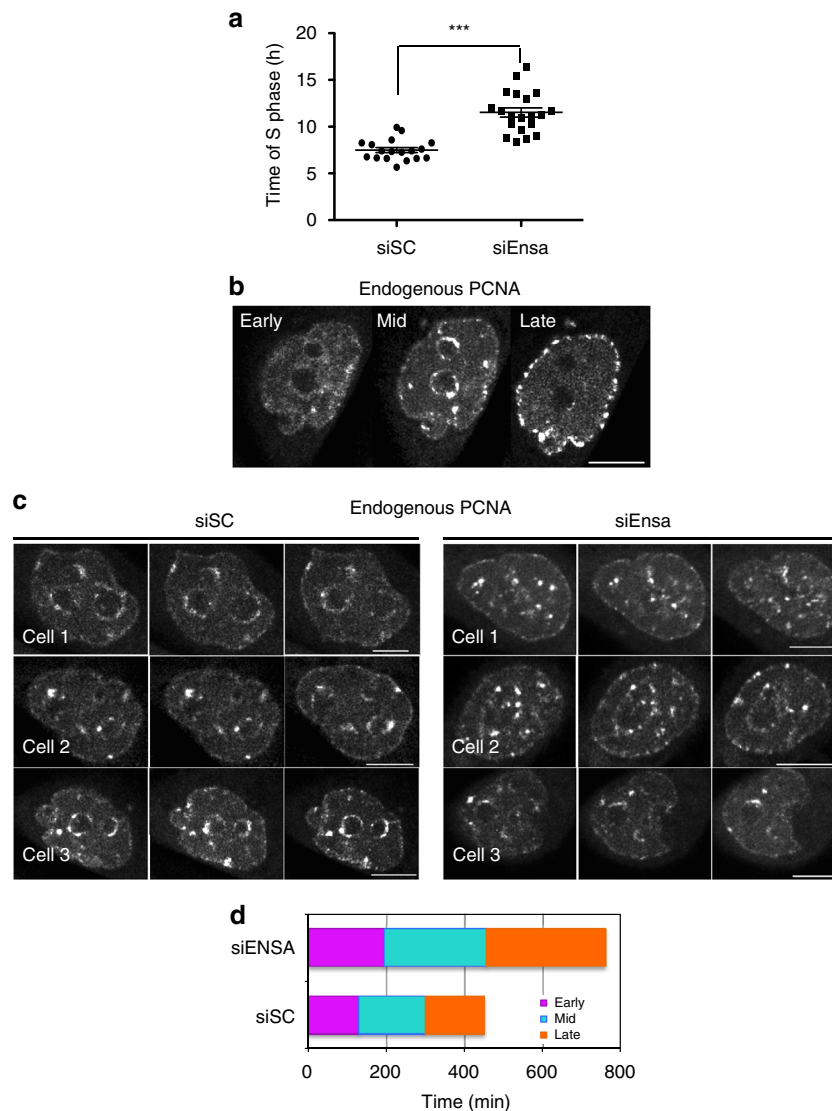 a
***
Time of S phase (h)
20
15
10
5
0
siSC
siEnsa
b
Endogenous PCNA
Early
Mid
Late
c
Endogenous PCNA
siSC
siEnsa
Cell 1
Cell 1
Cell 2
Cell 2
Cell 3
Cell 3
d
siENSA
siSC
Early
Mid
Late
0 200 400 600 800
Time (min)